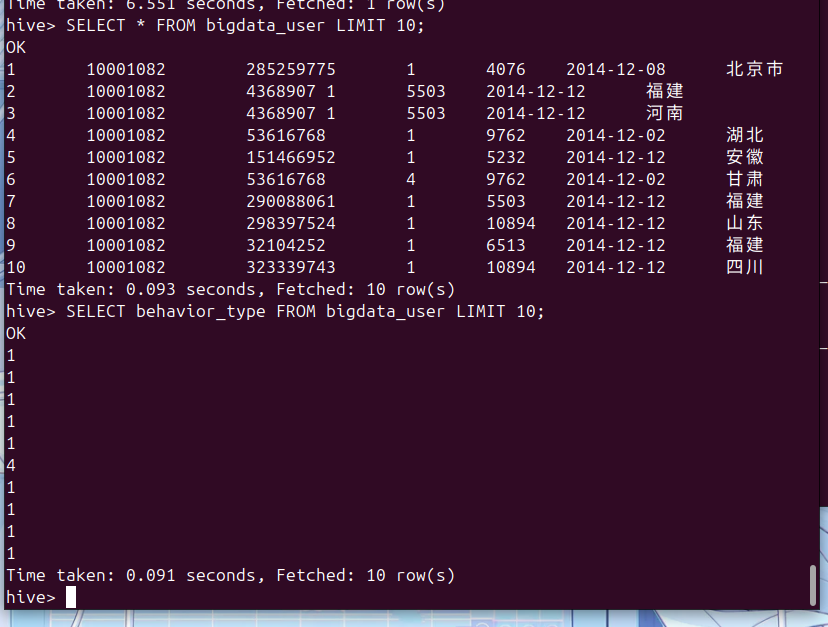 Time taken: 6.551 seconds, Fetched: 1 row(s)
hive> SELECT * FROM bigdata_user LIMIT 10;
OK
1 10001082 285259775 1 4076 2014-12-08 北京市
2 10001082 4368907 1 5503 2014-12-12 福建
3 10001082 4368907 1 5503 2014-12-12 河南
4 10001082 53616768 1 9762 2014-12-02 湖北
5 10001082 151466952 1 5232 2014-12-12 安徽
6 10001082 53616768 4 9762 2014-12-02 甘肃
7 10001082 290088061 1 5503 2014-12-12 福建
8 10001082 298397524 1 10894 2014-12-12 山东
9 10001082 32104252 1 6513 2014-12-12 福建
10 10001082 323339743 1 10894 2014-12-12 四川
Time taken: 0.093 seconds, Fetched: 10 row(s)
hive> SELECT behavior_type FROM bigdata_user LIMIT 10;
OK
1
1
1
1
1
4
1
1
1
1
Time taken: 0.091 seconds, Fetched: 10 row(s)
hive>